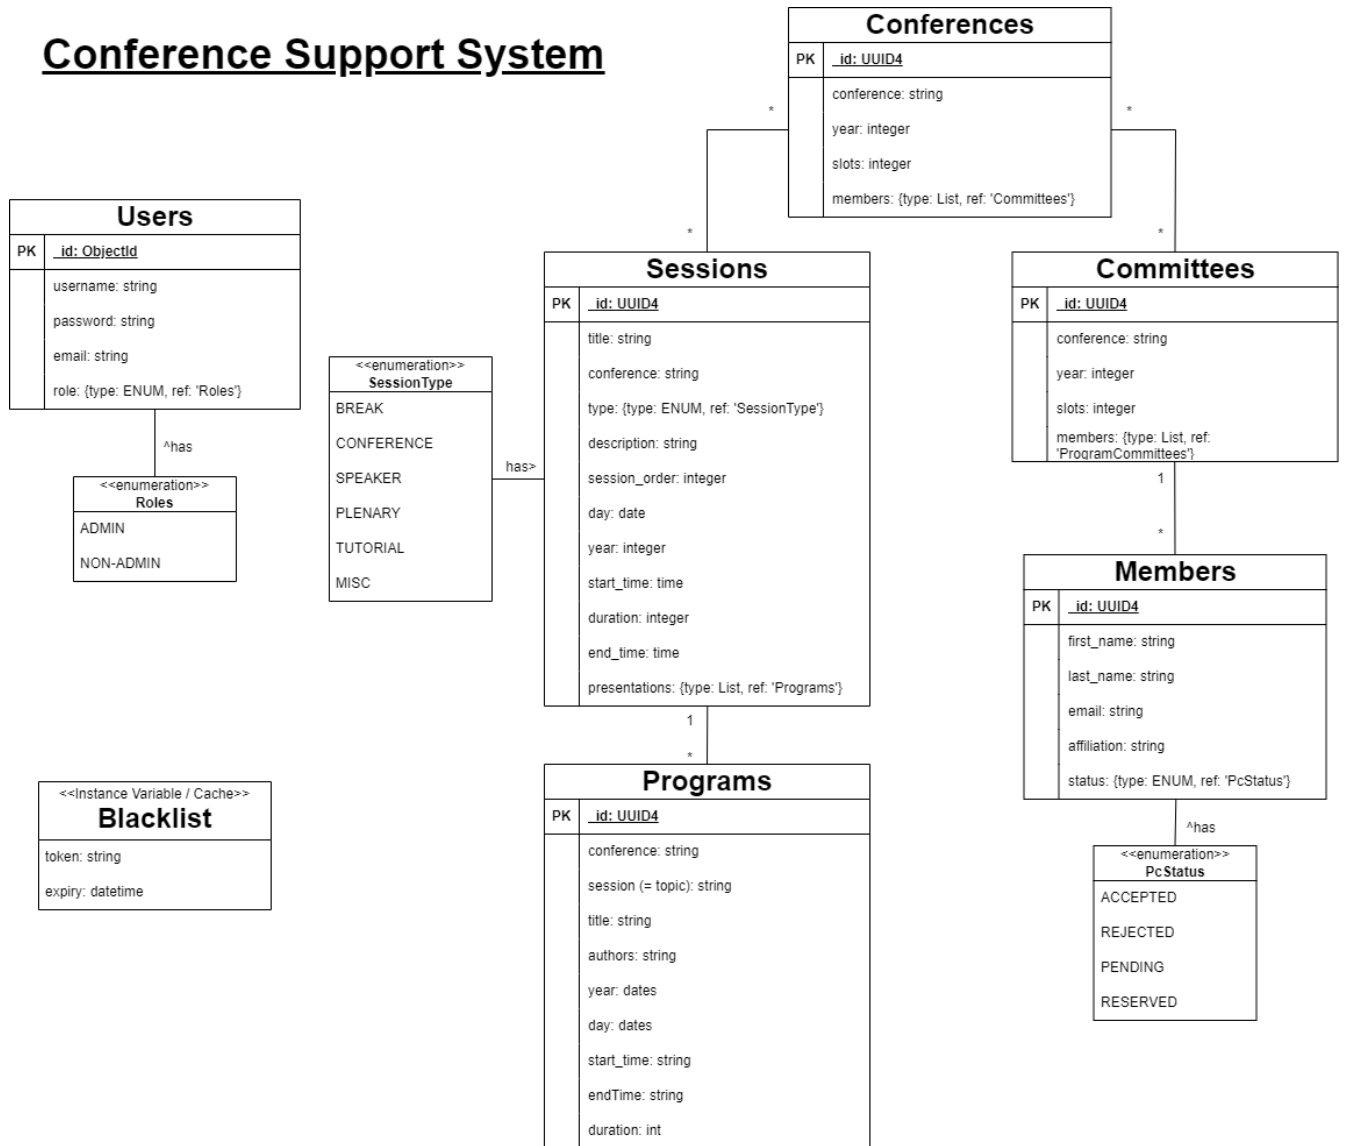 Conference Support System
Conferences
PK _id: UUID4
conference: string
year: integer
slots: integer
members: {type: List, ref: 'Committees'}
*
*
*
*
Users
PK _id: ObjectId
username: string
password: string
email: string
role: {type: ENUM, ref: 'Roles'}
^has
<<enumeration>>
Roles
ADMIN
NON-ADMIN
<<enumeration>>
SessionType
BREAK
CONFERENCE
SPEAKER
PLENARY
TUTORIAL
MISC
has>
Sessions
PK _id: UUID4
title: string
conference: string
type: {type: ENUM, ref: 'SessionType'}
description: string
session_order: integer
day: date
year: integer
start_time: time
duration: integer
end_time: time
presentations: {type: List, ref: 'Programs'}
1
*
Programs
PK _id: UUID4
conference: string
session (= topic): string
title: string
authors: string
year: dates
day: dates
start_time: string
endTime: string
duration: int
Committees
PK _id: UUID4
conference: string
year: integer
slots: integer
members: {type: List, ref:
'ProgramCommittees'}
1
*
Members
PK _id: UUID4
first_name: string
last_name: string
email: string
affiliation: string
status: {type: ENUM, ref: 'PcStatus'}
^has
<<enumeration>>
PcStatus
ACCEPTED
REJECTED
PENDING
RESERVED
<<Instance Variable / Cache>>
Blacklist
token: string
expiry: datetime